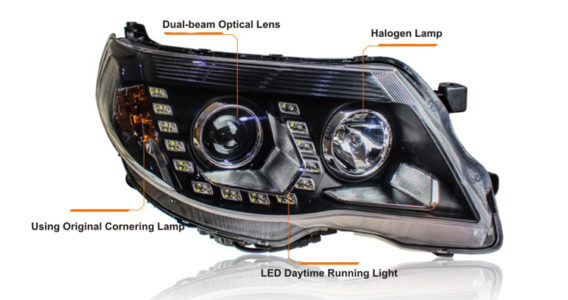 Dual-beam Optical Lens
Halogen Lamp
Using Original Cornering Lamp
LED Daytime Running Light